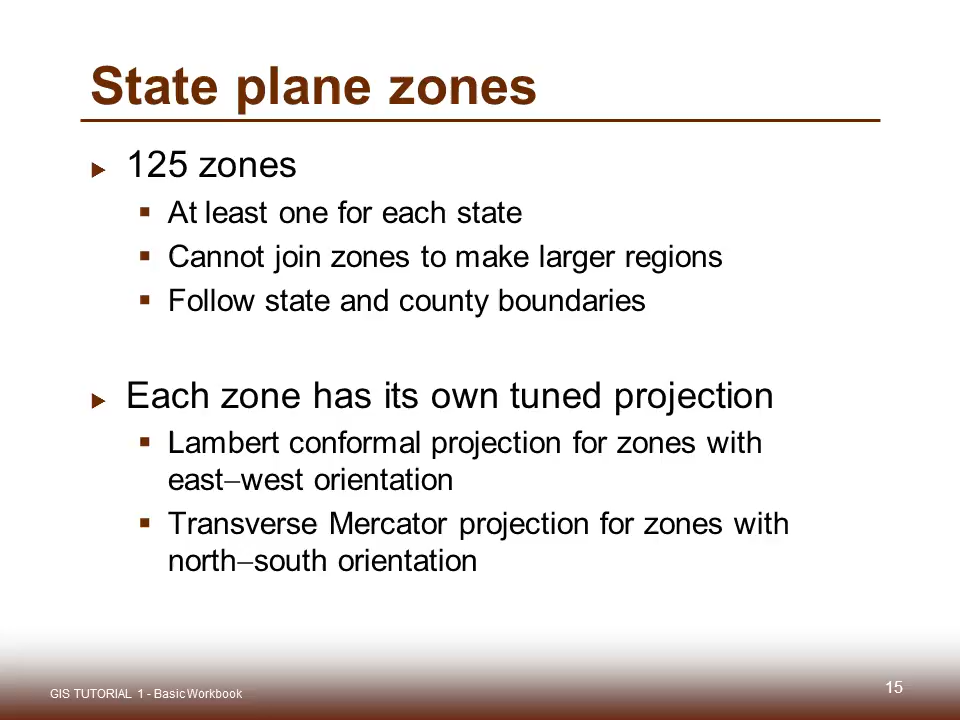 State plane zones
125 zones
At least one for each state
Cannot join zones to make larger regions
Follow state and county boundaries
Each zone has its own tuned projection
Lambert conformal projection for zones with
east–west orientation
Transverse Mercator projection for zones with
north–south orientation
GIS TUTORIAL 1 - Basic Workbook
15